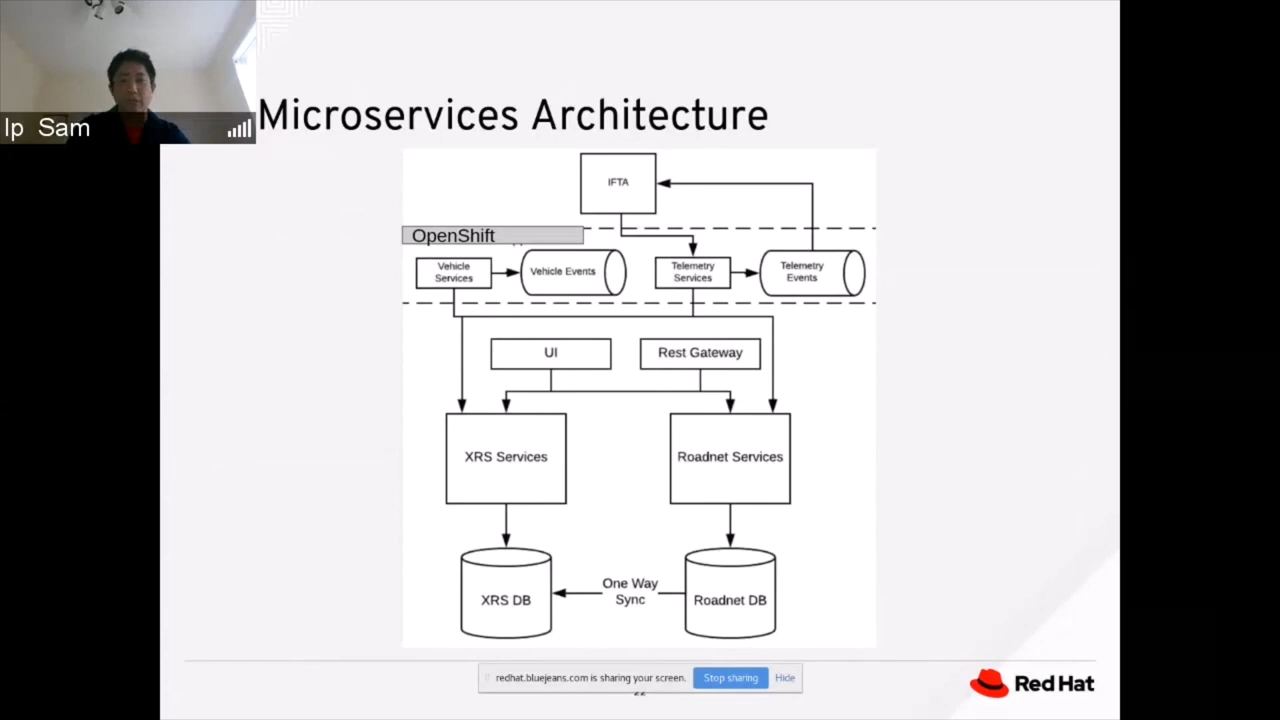 Ip Sam
Microservices Architecture
IFTA
OpenShift
Vehicle
Services
Vehicle Events
Telemetry
Services
Telemetry
Events
UI
Rest Gateway
XRS Services
Roadnet Services
XRS DB
One Way
Sync
Roadnet DB
redhat.bluejeans.com is sharing your screen.
Stop sharing
Hide
Red Hat